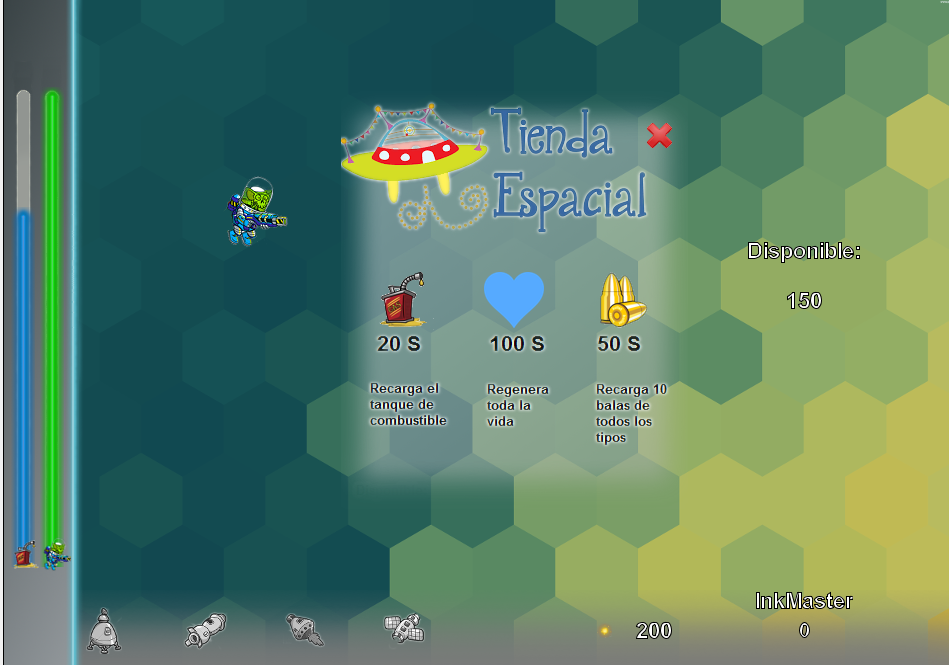 Tienda
Espacial
Disponible:
150
20 S
100 S
50 S
Recarga el
tanque de
combustible
Regenera
toda la
vida
Recarga 10
balas de
todos los
tipos
InkMaster
200
0